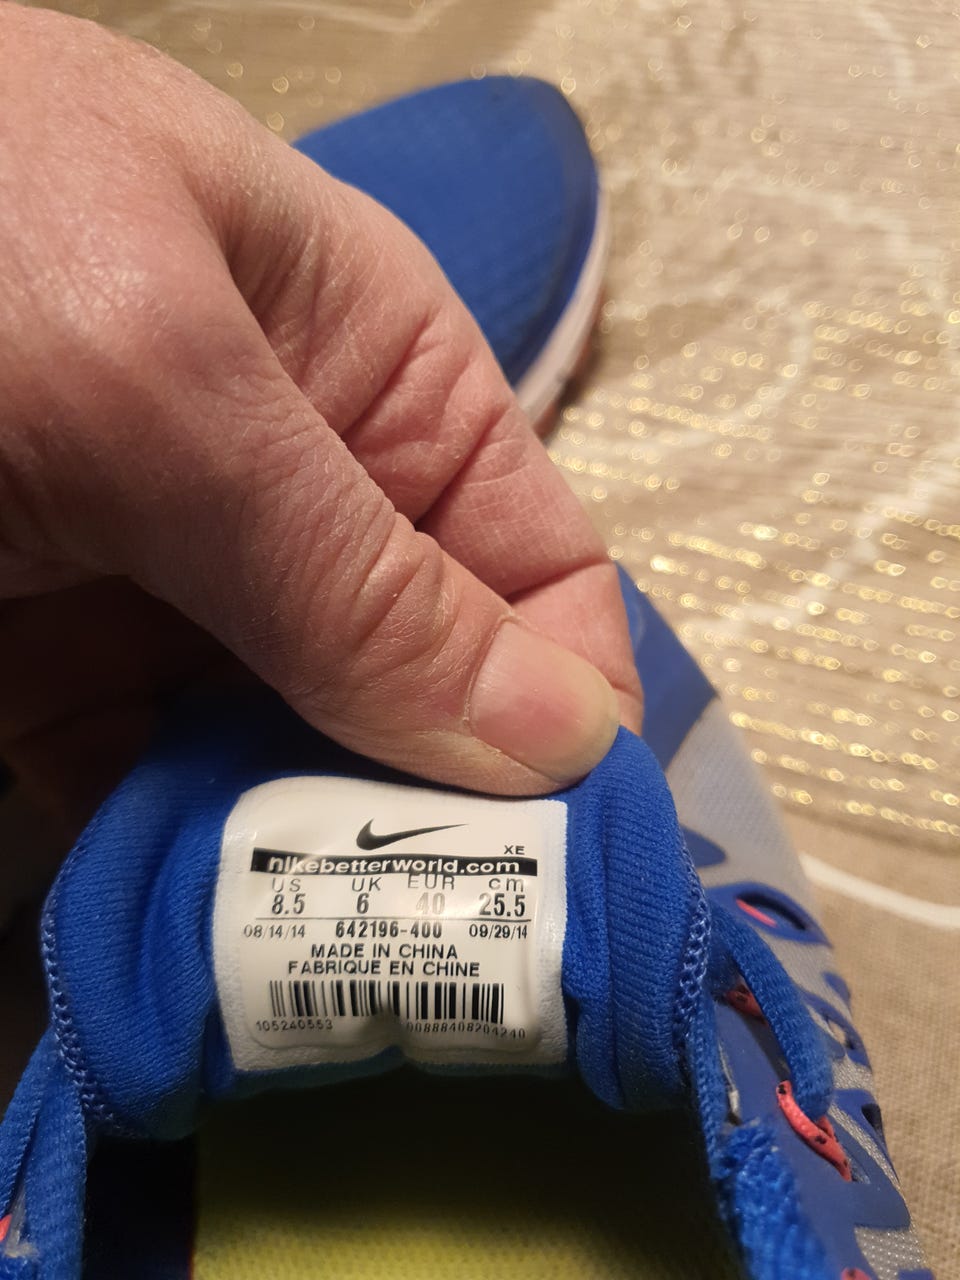 XE
nikebetterworld.com
US UK EUR cm
8.5 6 40 25.5
08/14/14 642196-400 09/29/14
MADE IN CHINA
FABRIQUE EN CHINE
105240553 00888408204240